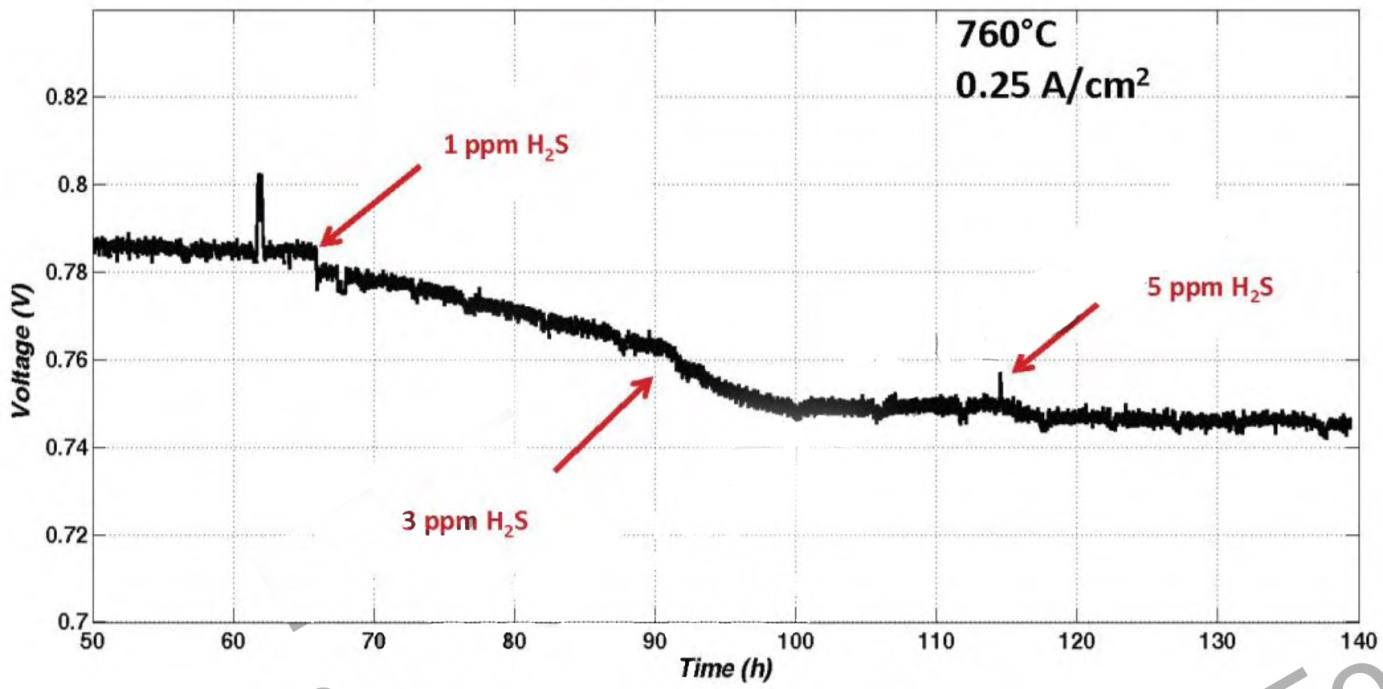 760°C
0.25 A/cm²
0.82
1 ppm H₂S
0.8
0.78
5 ppm H₂S
0.76
0.74
3 ppm H₂S
0.72
0.7
Voltage (V)
50 60 70 80 90 100 110 120 130 140
Time (h)